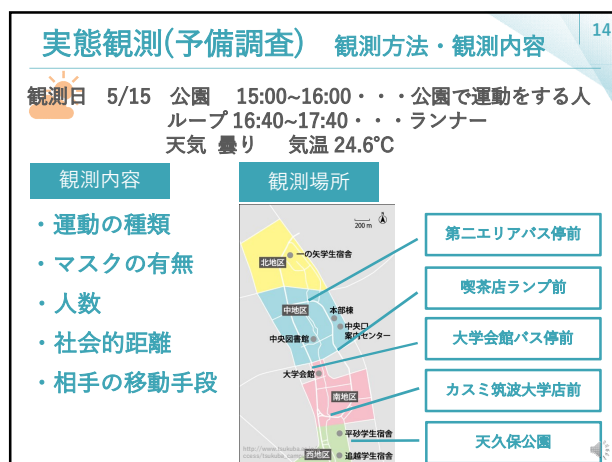 14
実態観測(予備調査) 観測方法・観測内容
観測日 5/15 公園 15:00~16:00・・・公園で運動をする人
ループ 16:40~17:40・・・ランナー
天気 曇り 気温 24.6℃
観測内容
・運動の種類
・マスクの有無
・人数
・社会的距離
・相手の移動手段
観測場所
200 m
北地区
一の矢学生宿舎
中地区
本部棟
中央口
案内センター
中央図書館
大学会館
南地区
平砂学生宿舎
西地区
追越学生宿舎
第二エリアバス停前
喫茶店ランプ前
大学会館バス停前
カスミ筑波大学店前
天久保公園